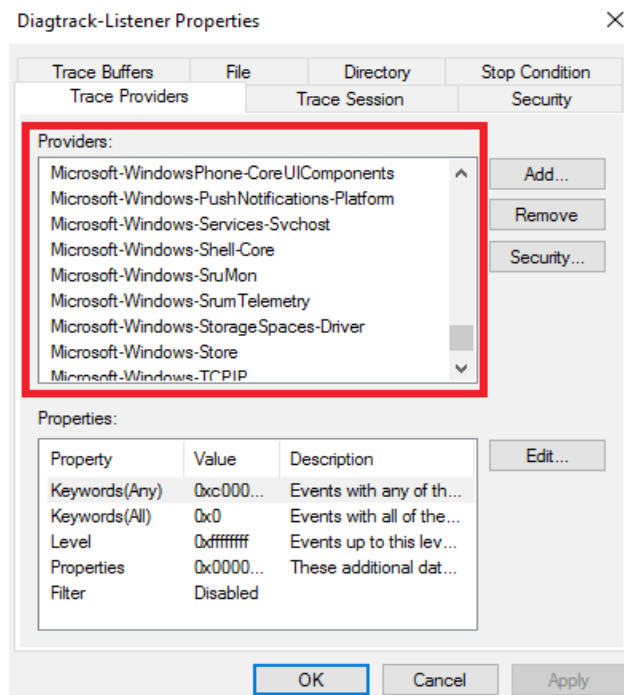 Diagtrack-Listener Properties
Trace Buffers File Directory Stop Condition
Trace Providers Trace Session Security
Providers:
Microsoft-WindowsPhone-CoreUIComponents
Microsoft-Windows-PushNotifications-Platform
Microsoft-Windows-Services-Svchost
Microsoft-Windows-Shell-Core
Microsoft-Windows-SruMon
Microsoft-Windows-SrumTelemetry
Microsoft-Windows-StorageSpaces-Driver
Microsoft-Windows-Store
Microsoft-Windows-TCPIP
Add...
Remove
Security...
Properties:
Property Value Description
Keywords(Any) 0xc000... Events with any of th...
Keywords(All) 0x0 Events with all of the...
Level 0xffffffff Events up to this lev...
Properties 0x0000... These additional dat...
Filter Disabled
Edit...
OK Cancel Apply